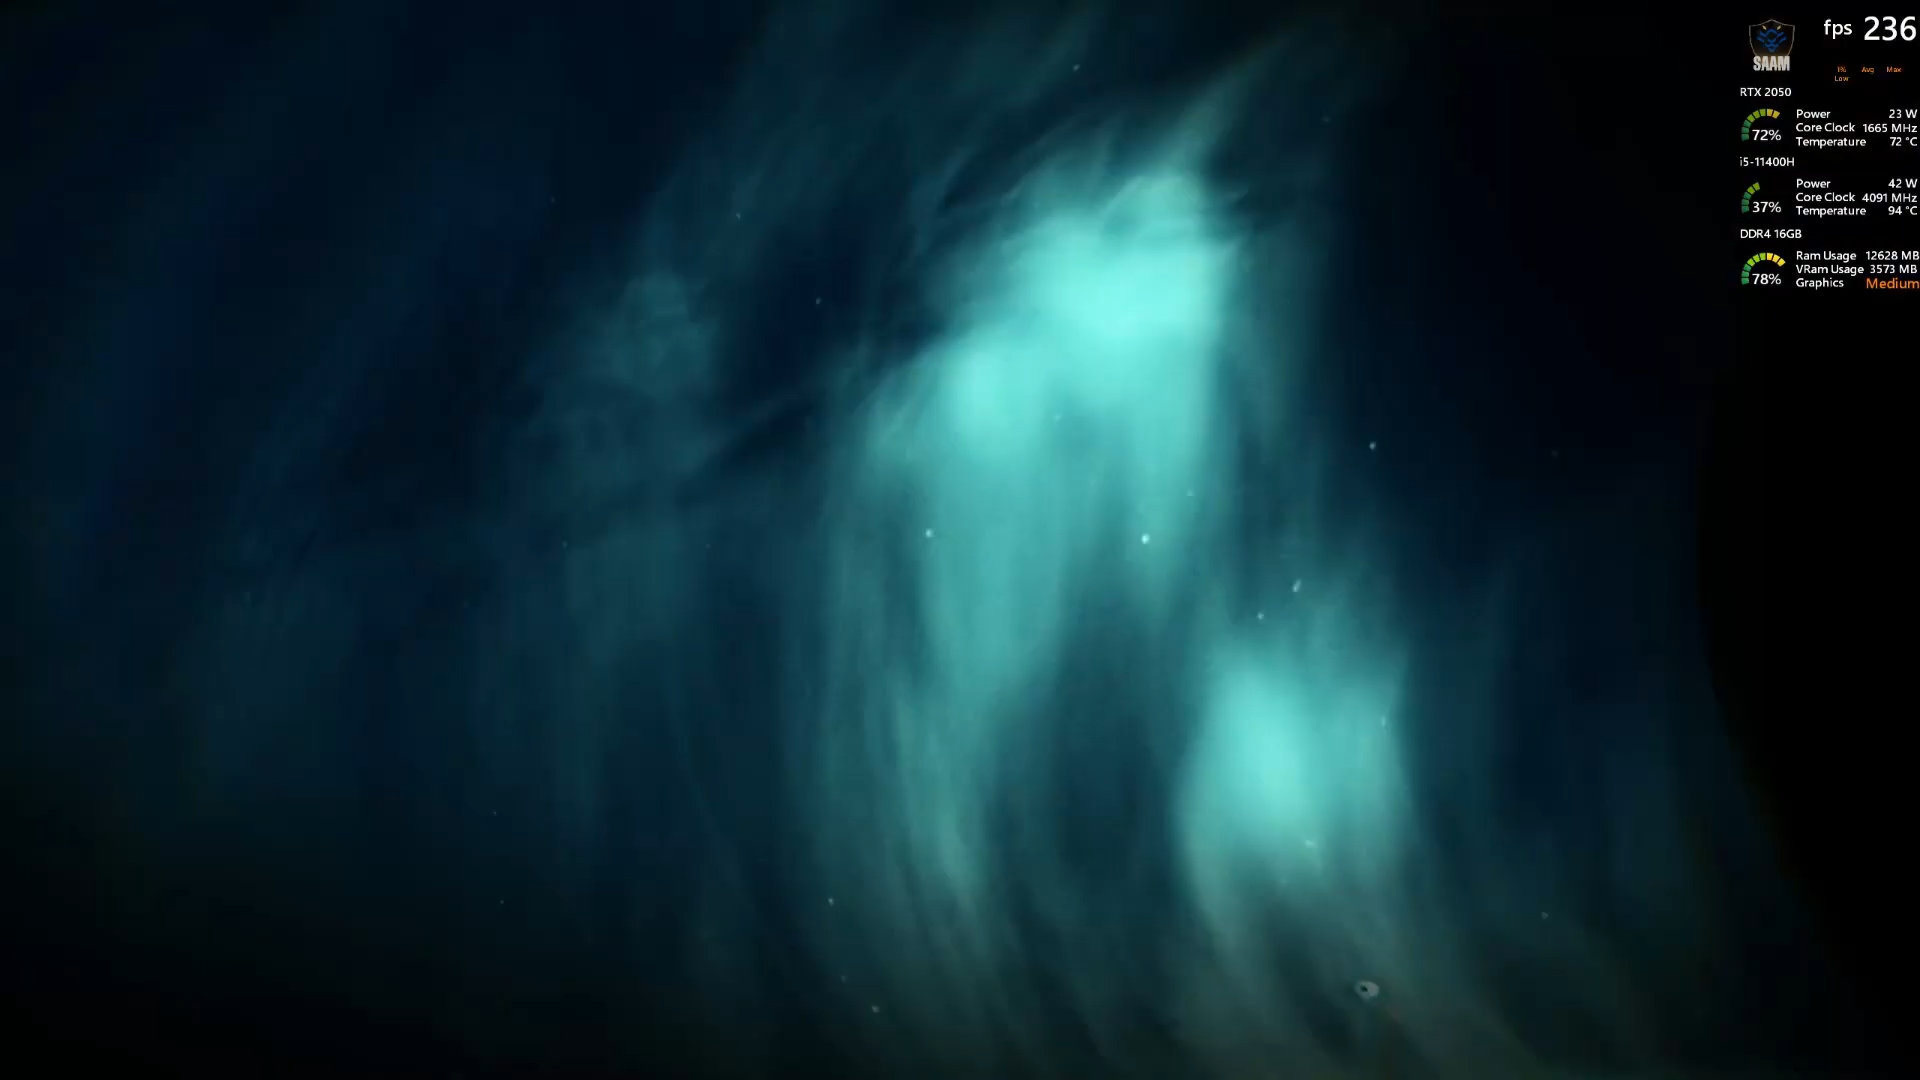 SAAM
fps 236
1% Low Avg Max
RTX 2050
72%
Power 23 W
Core Clock 1665 MHz
Temperature 72 °C
i5-11400H
37%
Power 42 W
Core Clock 4091 MHz
Temperature 94 °C
DDR4 16GB
78%
Ram Usage 12628 MB
VRam Usage 3573 MB
Graphics Medium